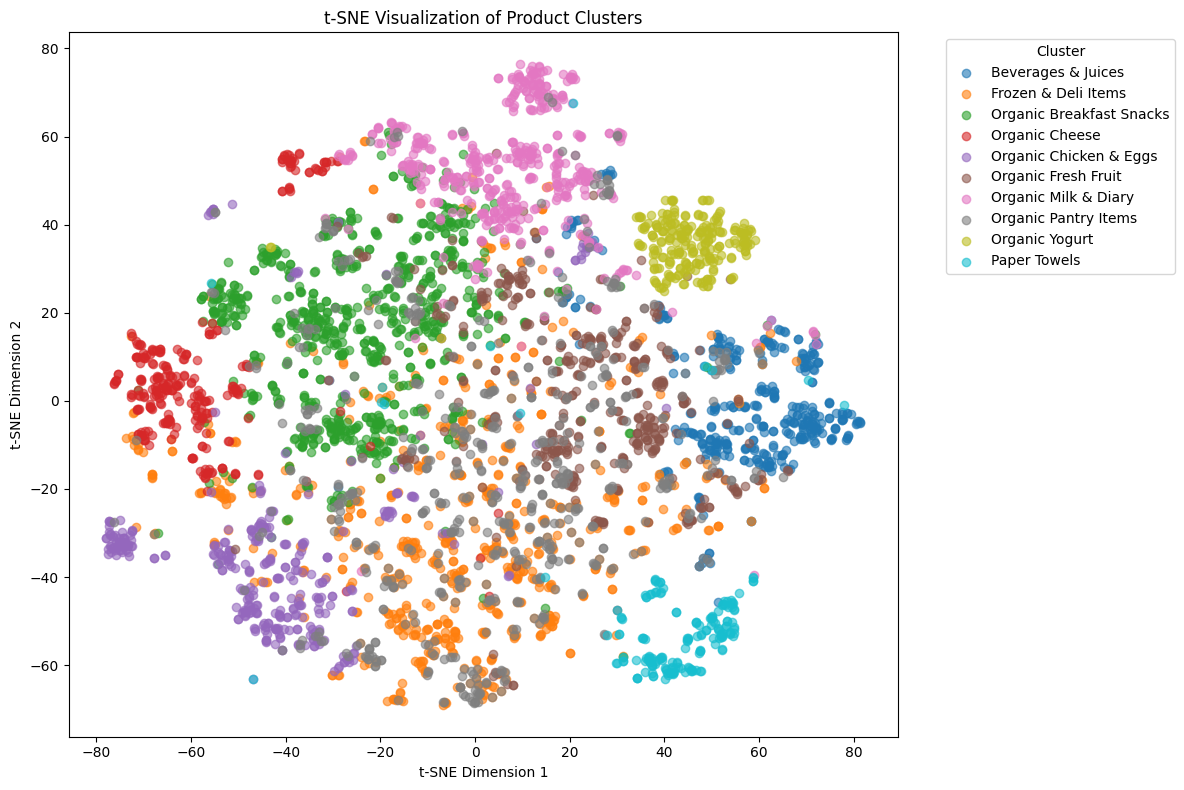 t-SNE Visualization of Product Clusters
80
60
40
20
0
−20
−40
−60
t-SNE Dimension 2
−80
−60
−40
−20
0
20
40
60
80
t-SNE Dimension 1
Cluster
Beverages & Juices
Frozen & Deli Items
Organic Breakfast Snacks
Organic Cheese
Organic Chicken & Eggs
Organic Fresh Fruit
Organic Milk & Diary
Organic Pantry Items
Organic Yogurt
Paper Towels